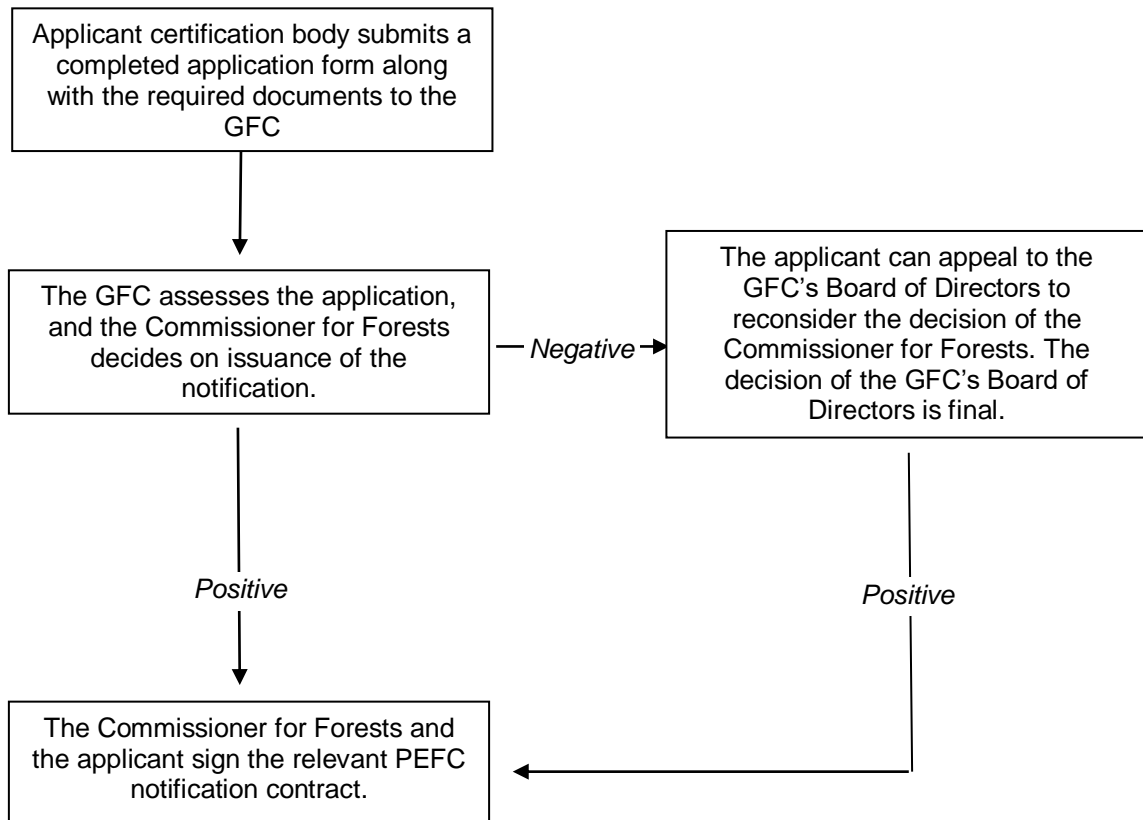 Applicant certification body submits a
completed application form along
with the required documents to the
GFC
The GFC assesses the application,
and the Commissioner for Forests
decides on issuance of the
notification.
Negative
The applicant can appeal to the
GFC’s Board of Directors to
reconsider the decision of the
Commissioner for Forests. The
decision of the GFC’s Board of
Directors is final.
Positive
Positive
The Commissioner for Forests and
the applicant sign the relevant PEFC
notification contract.